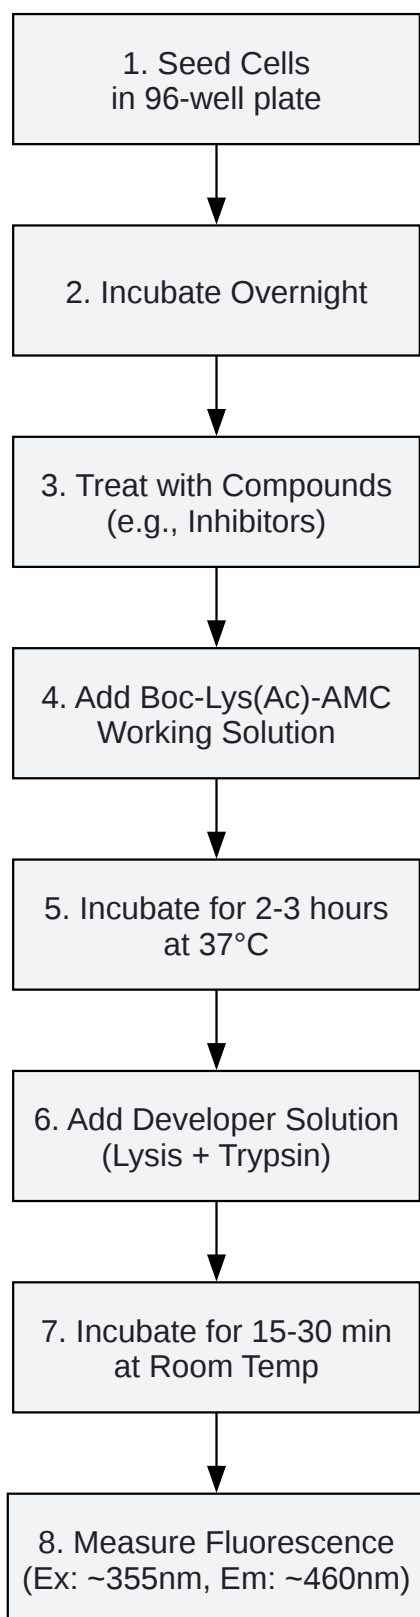 1. Seed Cells
in 96-well plate
2. Incubate Overnight
3. Treat with Compounds
(e.g., Inhibitors)
4. Add Boc-Lys(Ac)-AMC
Working Solution
5. Incubate for 2-3 hours
at 37°C
6. Add Developer Solution
(Lysis + Trypsin)
7. Incubate for 15-30 min
at Room Temp
8. Measure Fluorescence
(Ex: ~355nm, Em: ~460nm)